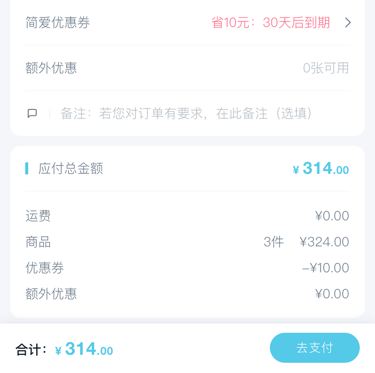 简爱优惠券 省10元：30天后到期
额外优惠 0张可用
备注：若您对订单有要求，在此备注（选填）
应付总金额 ¥ 314.00
运费 ¥0.00
商品 3件 ¥324.00
优惠券 -¥10.00
额外优惠 ¥0.00
合计：¥ 314.00 去支付